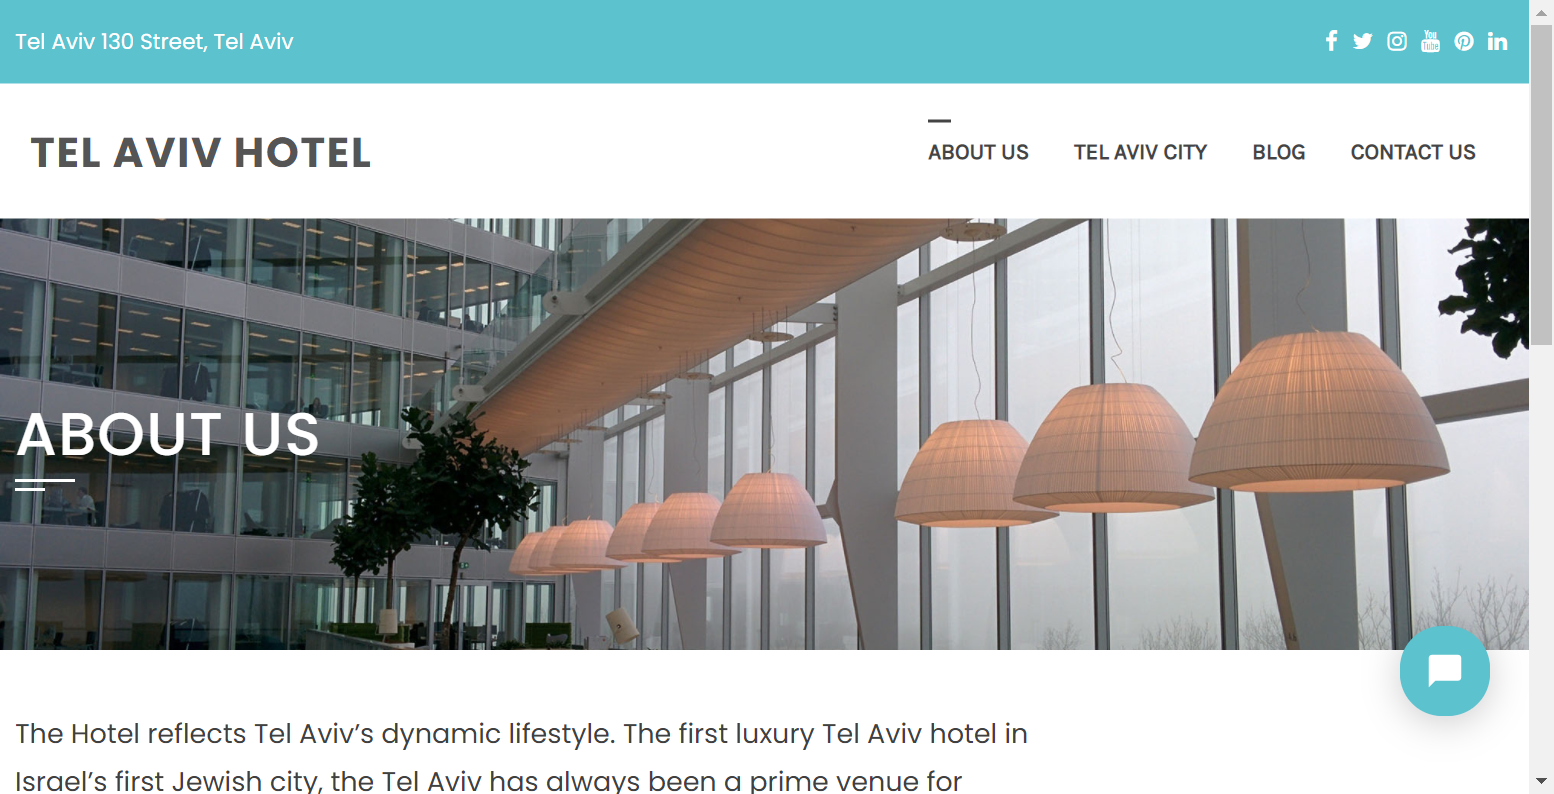 Tel Aviv 130 Street, Tel Aviv
You
Tube
TEL AVIV HOTEL
ABOUT US
TEL AVIV CITY
BLOG
CONTACT US
ABOUT US
The Hotel reflects Tel Aviv’s dynamic lifestyle. The first luxury Tel Aviv hotel in
Israel’s first Jewish city, the Tel Aviv has always been a prime venue for